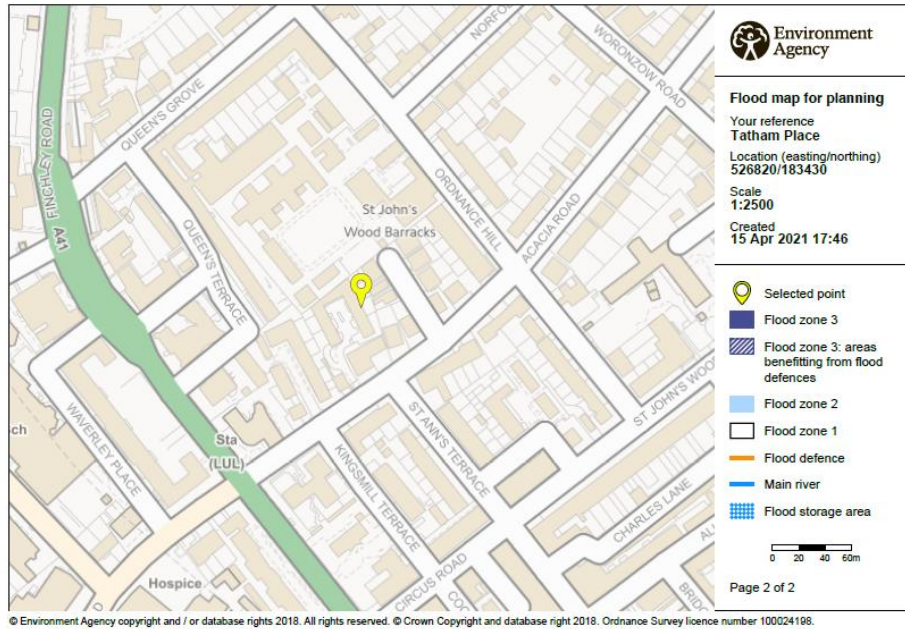 NORFO
WORONZOW ROAD
QUEEN'S GROVE
FINCHLEY ROAD
A41
ORDNANCE HILL
St John's
Wood Barracks
ACACIA ROAD
QUEEN'S TERRACE
WAVERLEY PLACE
ch
Sta
(LUL)
ST JOHN'S WOO
ST ANN'S TERRACE
KINGSMILL TERRACE
CHARLES LANE
CIRCUS ROAD
Hospice
D
COC
BRIDG
Environment
Agency
Flood map for planning
Your reference
Tatham Place
Location (easting/northing)
526820/183430
Scale
1:2500
Created
15 Apr 2021 17:46
Selected point
Flood zone 3
Flood zone 3: areas
benefitting from flood
defences
Flood zone 2
Flood zone 1
Flood defence
Main river
Flood storage area
0 20 40 60m
Page 2 of 2
© Environment Agency copyright and / or database rights 2018. All rights reserved. © Crown Copyright and database right 2018. Ordnance Survey licence number 100024198.